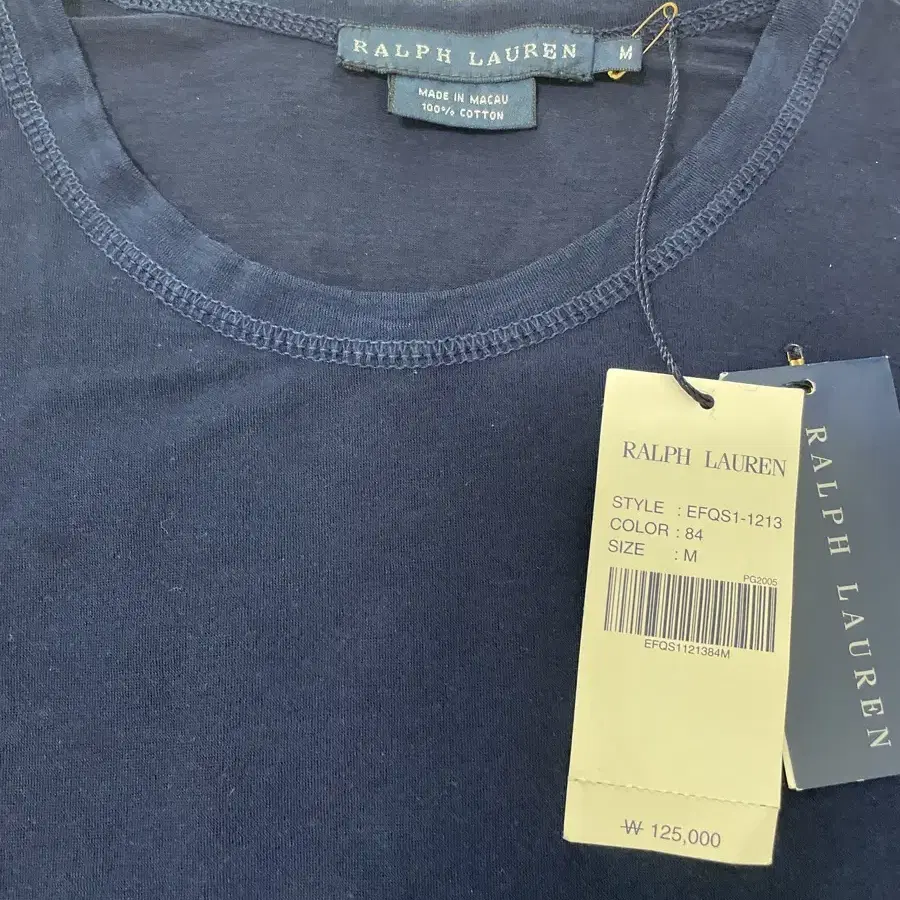 RALPH LAUREN
M
MADE IN MACAU
100% COTTON
RALPH LAUREN
STYLE : EFQS1-1213
COLOR : 84
SIZE : M
PG2005
EFQS1121384M
₩ 125,000
RALPH LAUREN